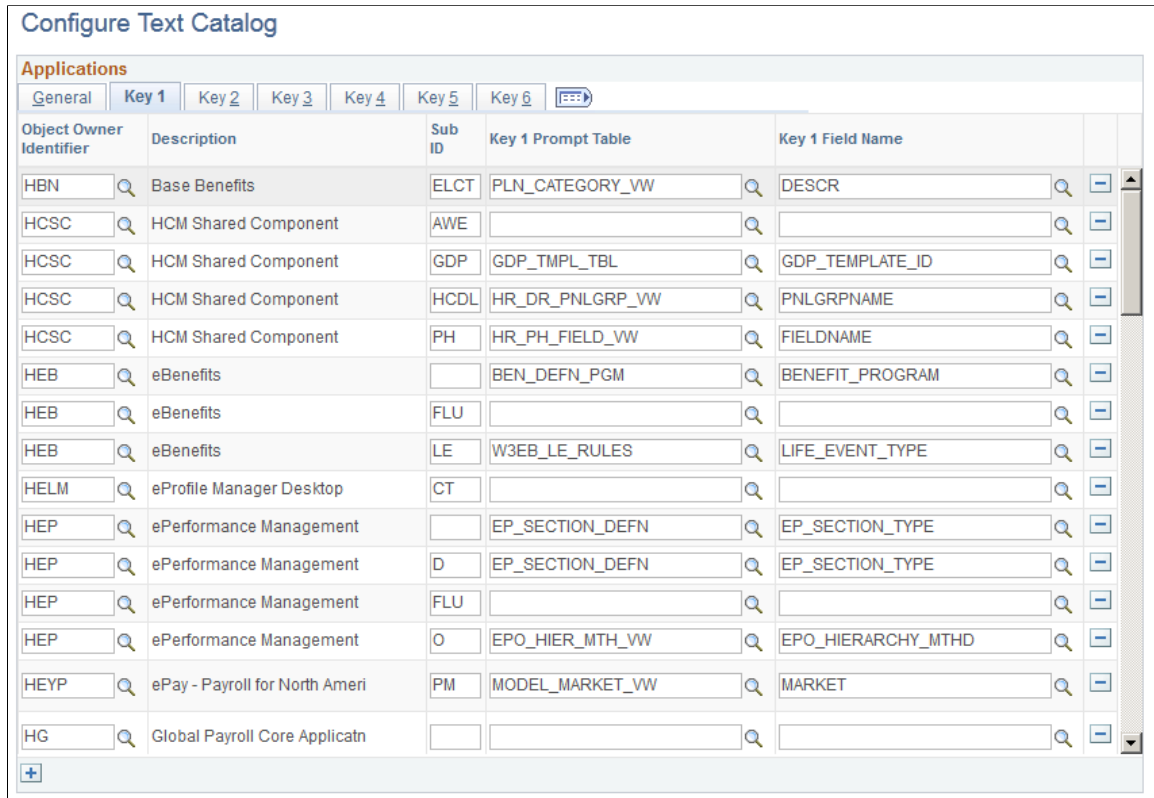 Configure Text Catalog
Applications
General Key 1 Key 2 Key 3 Key 4 Key 5 Key 6
Object Owner Identifier Description Sub ID Key 1 Prompt Table Key 1 Field Name
HBN Base Benefits ELCT PLN_CATEGORY_VW DESCR
HCSC HCM Shared Component AWE
HCSC HCM Shared Component GDP GDP_TMPL_TBL GDP_TEMPLATE_ID
HCSC HCM Shared Component HCDL HR_DR_PNLGRP_VW PNLGRPNAME
HCSC HCM Shared Component PH HR_PH_FIELD_VW FIELDNAME
HEB eBenefits BEN_DEFN_PGM BENEFIT_PROGRAM
HEB eBenefits FLU
HEB eBenefits LE W3EB_LE_RULES LIFE_EVENT_TYPE
HELM eProfile Manager Desktop CT
HEP ePerformance Management EP_SECTION_DEFN EP_SECTION_TYPE
HEP ePerformance Management D EP_SECTION_DEFN EP_SECTION_TYPE
HEP ePerformance Management FLU
HEP ePerformance Management O EPO_HIER_MTH_VW EPO_HIERARCHY_MTHD
HEYP ePay - Payroll for North Ameri PM MODEL_MARKET_VW MARKET
HG Global Payroll Core Applicatn